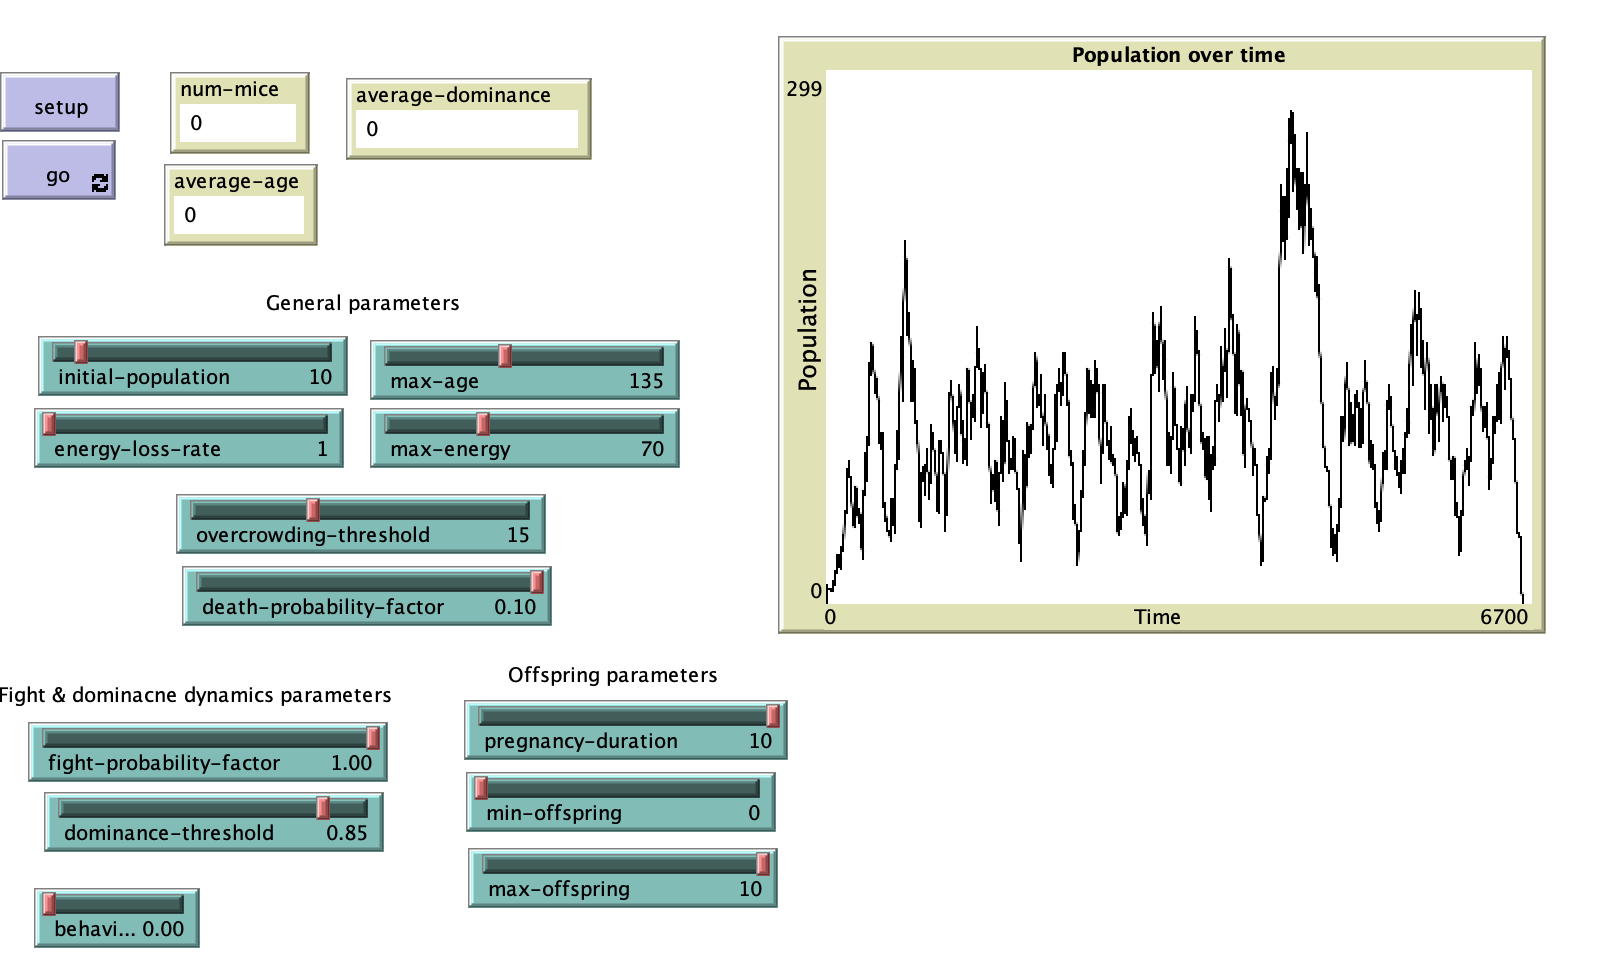 setup
go
num-mice
0
average-dominance
0
average-age
0
General parameters
initial-population 10
max-age 135
energy-loss-rate 1
max-energy 70
overcrowding-threshold 15
death-probability-factor 0.10
Fight & dominacne dynamics parameters
fight-probability-factor 1.00
dominance-threshold 0.85
behavi... 0.00
Offspring parameters
pregnancy-duration 10
min-offspring 0
max-offspring 10
Population over time
299
Population
0
0 Time 6700